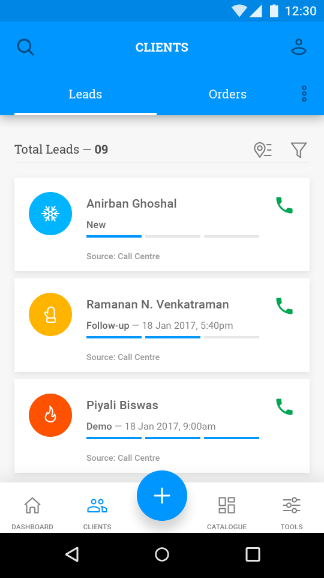 12:30
CLIENTS
Leads
Orders
Total Leads — 09
Anirban Ghoshal
New
Source: Call Centre
Ramanan N. Venkatraman
Follow-up — 18 Jan 2017, 5:40pm
Source: Call Centre
Piyali Biswas
Demo — 18 Jan 2017, 9:00am
Source: Call Centre
DASHBOARD
CLIENTS
CATALOGUE
TOOLS